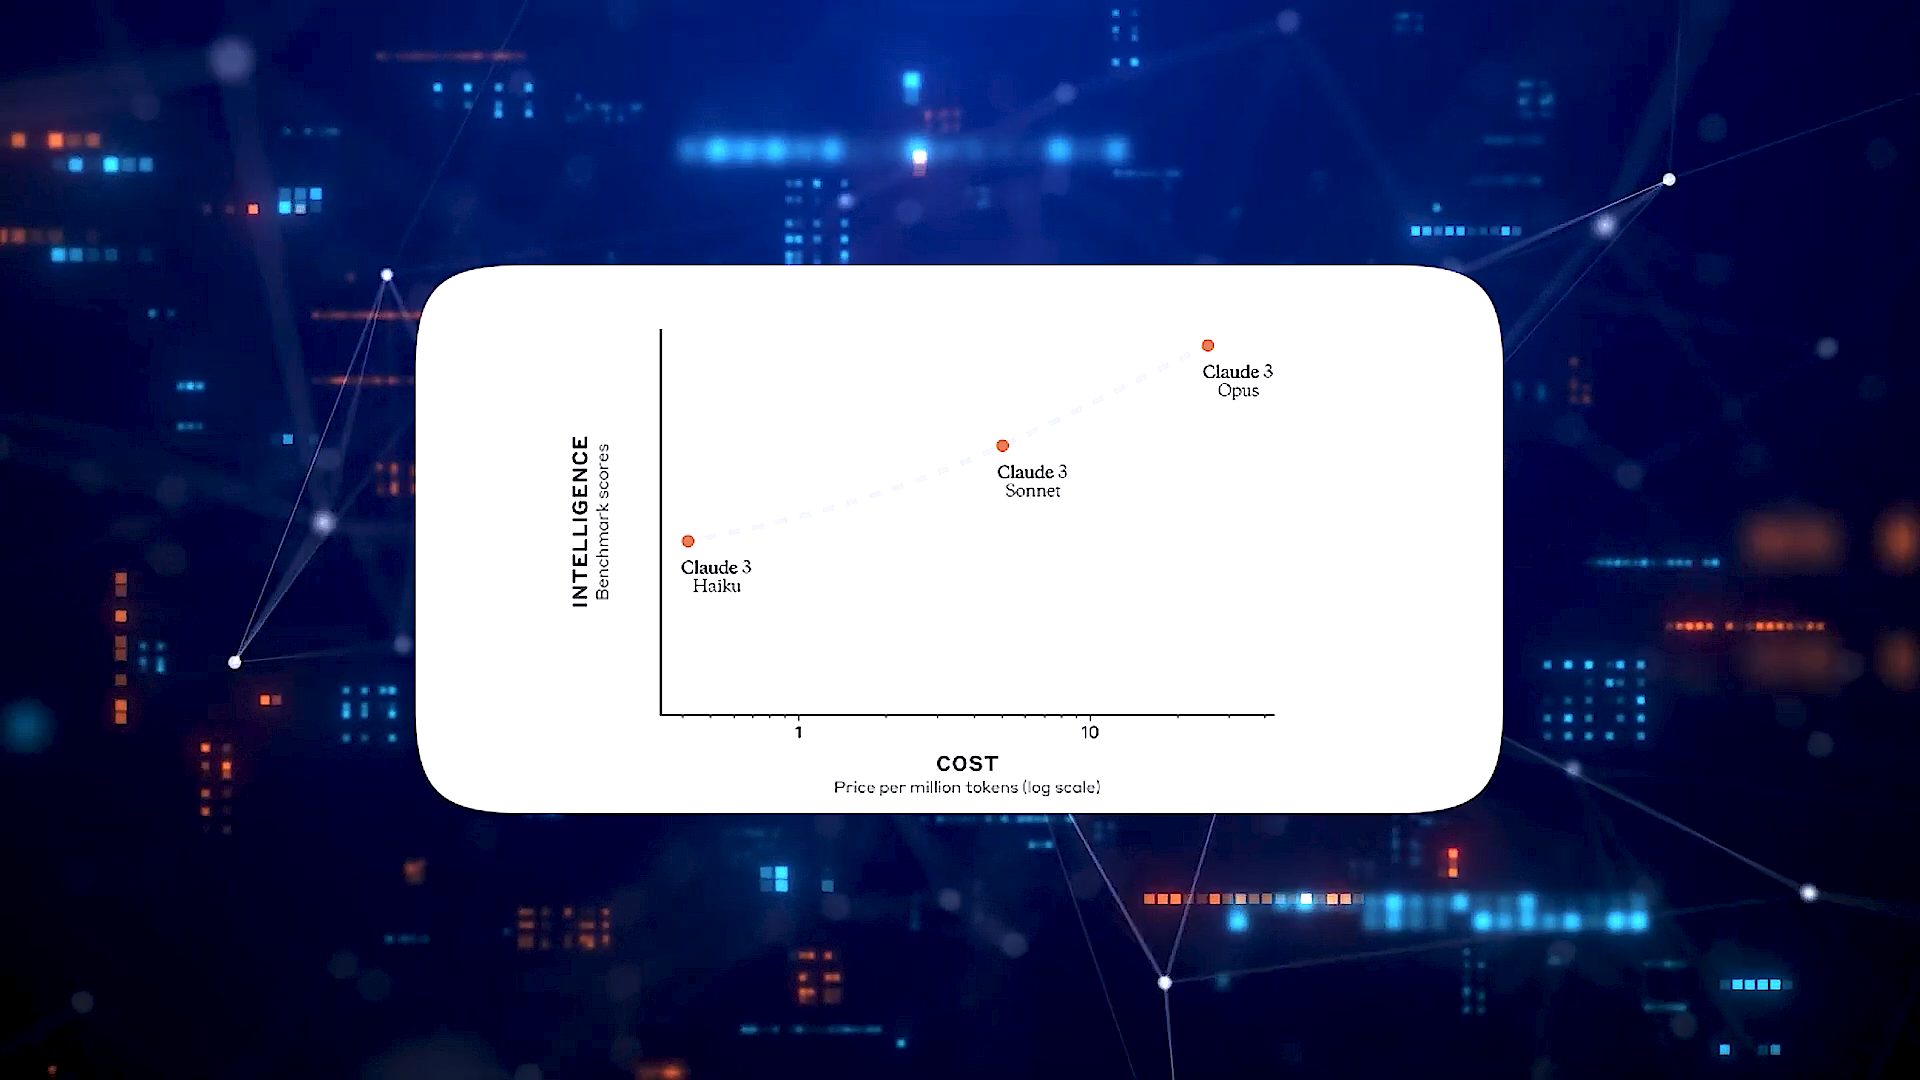 INTELLIGENCE
Benchmark scores
Claude 3
Opus
Claude 3
Sonnet
Claude 3
Haiku
1
10
COST
Price per million tokens (log scale)